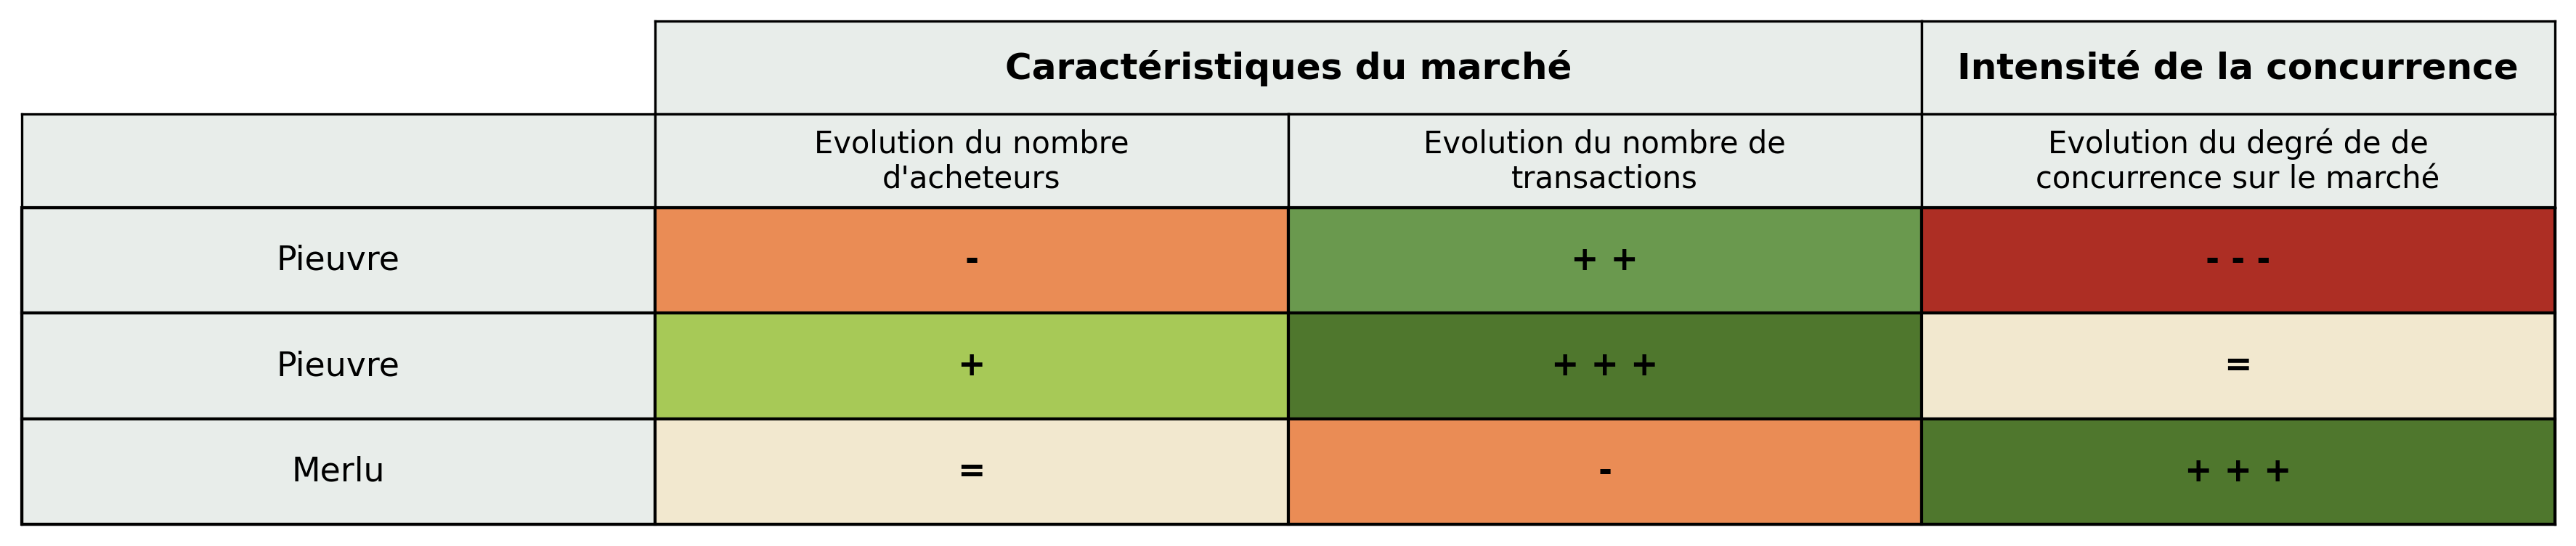 Caractéristiques du marché
Intensité de la concurrence
Evolution du nombre
d'acheteurs
Evolution du nombre de
transactions
Evolution du degré de de
concurrence sur le marché
Pieuvre
-
+ +
- - -
Pieuvre
+
+ + +
=
Merlu
=
-
+ + +